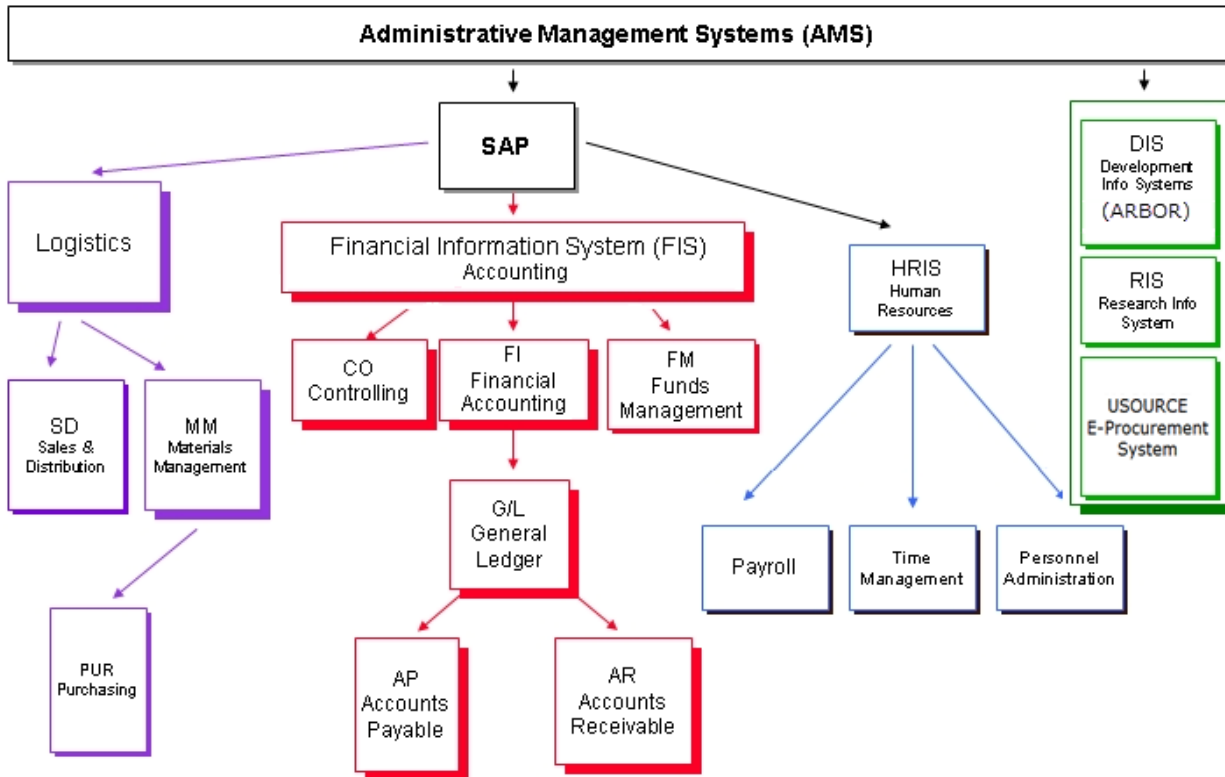 Administrative Management Systems (AMS)
SAP
DIS
Development
Info Systems
(ARBOR)
Logistics
Financial Information System (FIS)
Accounting
HRIS
Human
Resources
RIS
Research Info
System
CO
Controlling
FI
Financial
Accounting
FM
Funds
Management
SD
Sales &
Distribution
MM
Materials
Management
USOURCE
E-Procurement
System
G/L
General
Ledger
Payroll
Time
Management
Personnel
Administration
PUR
Purchasing
AP
Accounts
Payable
AR
Accounts
Receivable